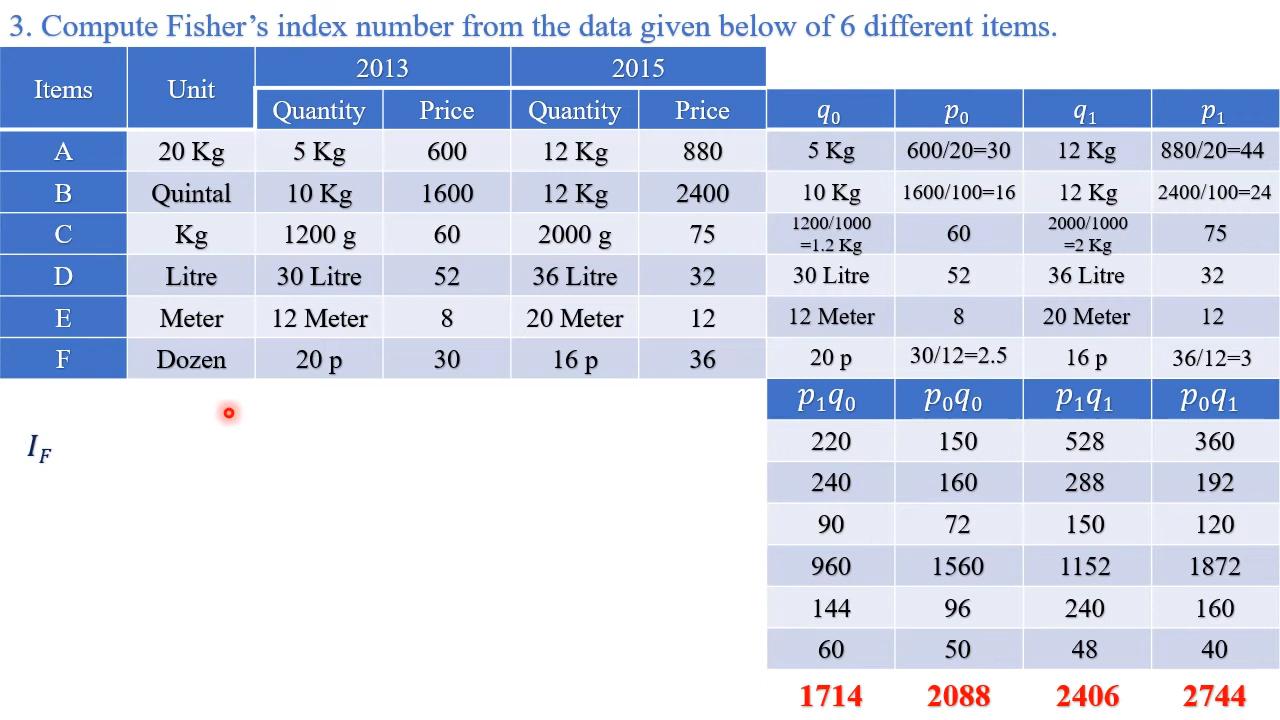 3. Compute Fisher’s index number from the data given below of 6 different items.
Items Unit 2013 2015
Quantity Price Quantity Price q₀ p₀ q₁ p₁
A 20 Kg 5 Kg 600 12 Kg 880 5 Kg 600/20=30 12 Kg 880/20=44
B Quintal 10 Kg 1600 12 Kg 2400 10 Kg 1600/100=16 12 Kg 2400/100=24
C Kg 1200 g 60 2000 g 75 1200/1000 =1.2 Kg 60 2000/1000 =2 Kg 75
D Litre 30 Litre 52 36 Litre 32 30 Litre 52 36 Litre 32
E Meter 12 Meter 8 20 Meter 12 12 Meter 8 20 Meter 12
F Dozen 20 p 30 16 p 36 20 p 30/12=2.5 16 p 36/12=3
p₁q₀ p₀q₀ p₁q₁ p₀q₁
220 150 528 360
240 160 288 192
90 72 150 120
960 1560 1152 1872
144 96 240 160
60 50 48 40
1714 2088 2406 2744
I_F